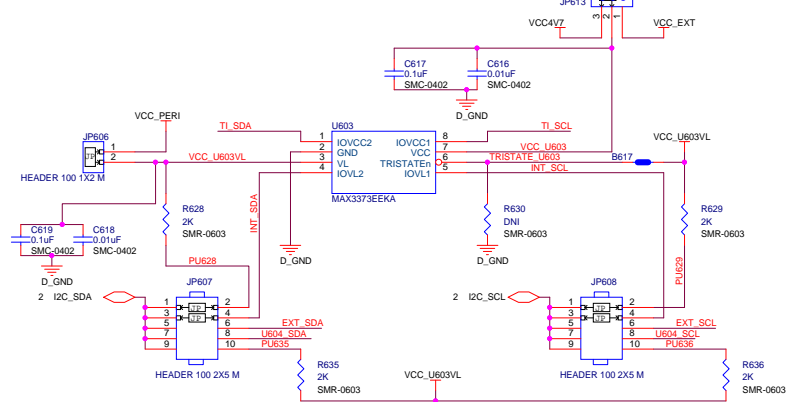 JP613
VCC4V7
3
2
1
VCC_EXT
C617
0.1uF
SMC-0402
C616
0.01uF
SMC-0402
D_GND
VCC_PERI
JP606
JP
1
2
HEADER 100 1X2 M
TI_SDA
U603
TI_SCL
1
IOVCC2
IOVCC1
8
2
GND
VCC
7
VCC_U603
3
VL
TRISTATEn
6
TRISTATE_U603
4
IOVL2
IOVL1
5
INT_SCL
MAX3373EEKA
VCC_U603VL
B617
VCC_U603VL
R628
2K
SMR-0603
INT_SDA
R630
DNI
SMR-0603
R629
2K
SMR-0603
C619
0.1uF
SMC-0402
C618
0.01uF
SMC-0402
D_GND
D_GND
D_GND
PU628
PU629
2 I2C_SDA
JP607
1
JP
2
3
JP
4
5
6
EXT_SDA
7
8
U604_SDA
9
10
PU635
HEADER 100 2X5 M
2 I2C_SCL
JP608
1
JP
2
3
JP
4
5
6
EXT_SCL
7
8
U604_SCL
9
10
PU636
HEADER 100 2X5 M
R635
2K
SMR-0603
VCC_U603VL
R636
2K
SMR-0603